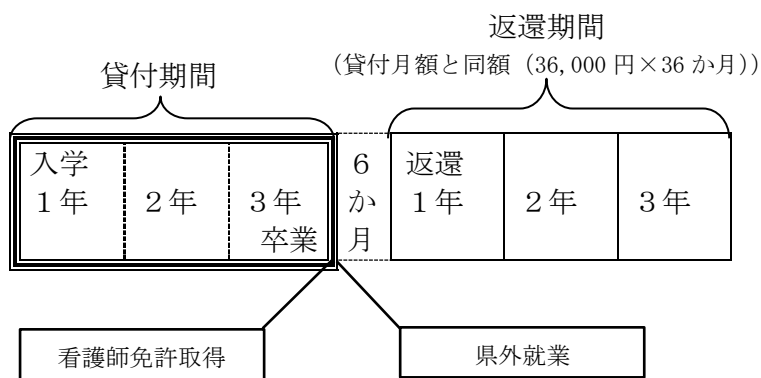 返還期間
(貸付月額と同額(36,000円×36か月))
貸付期間
入学
1年
2年
3年
卒業
6
か
月
返還
1年
2年
3年
看護師免許取得
県外就業